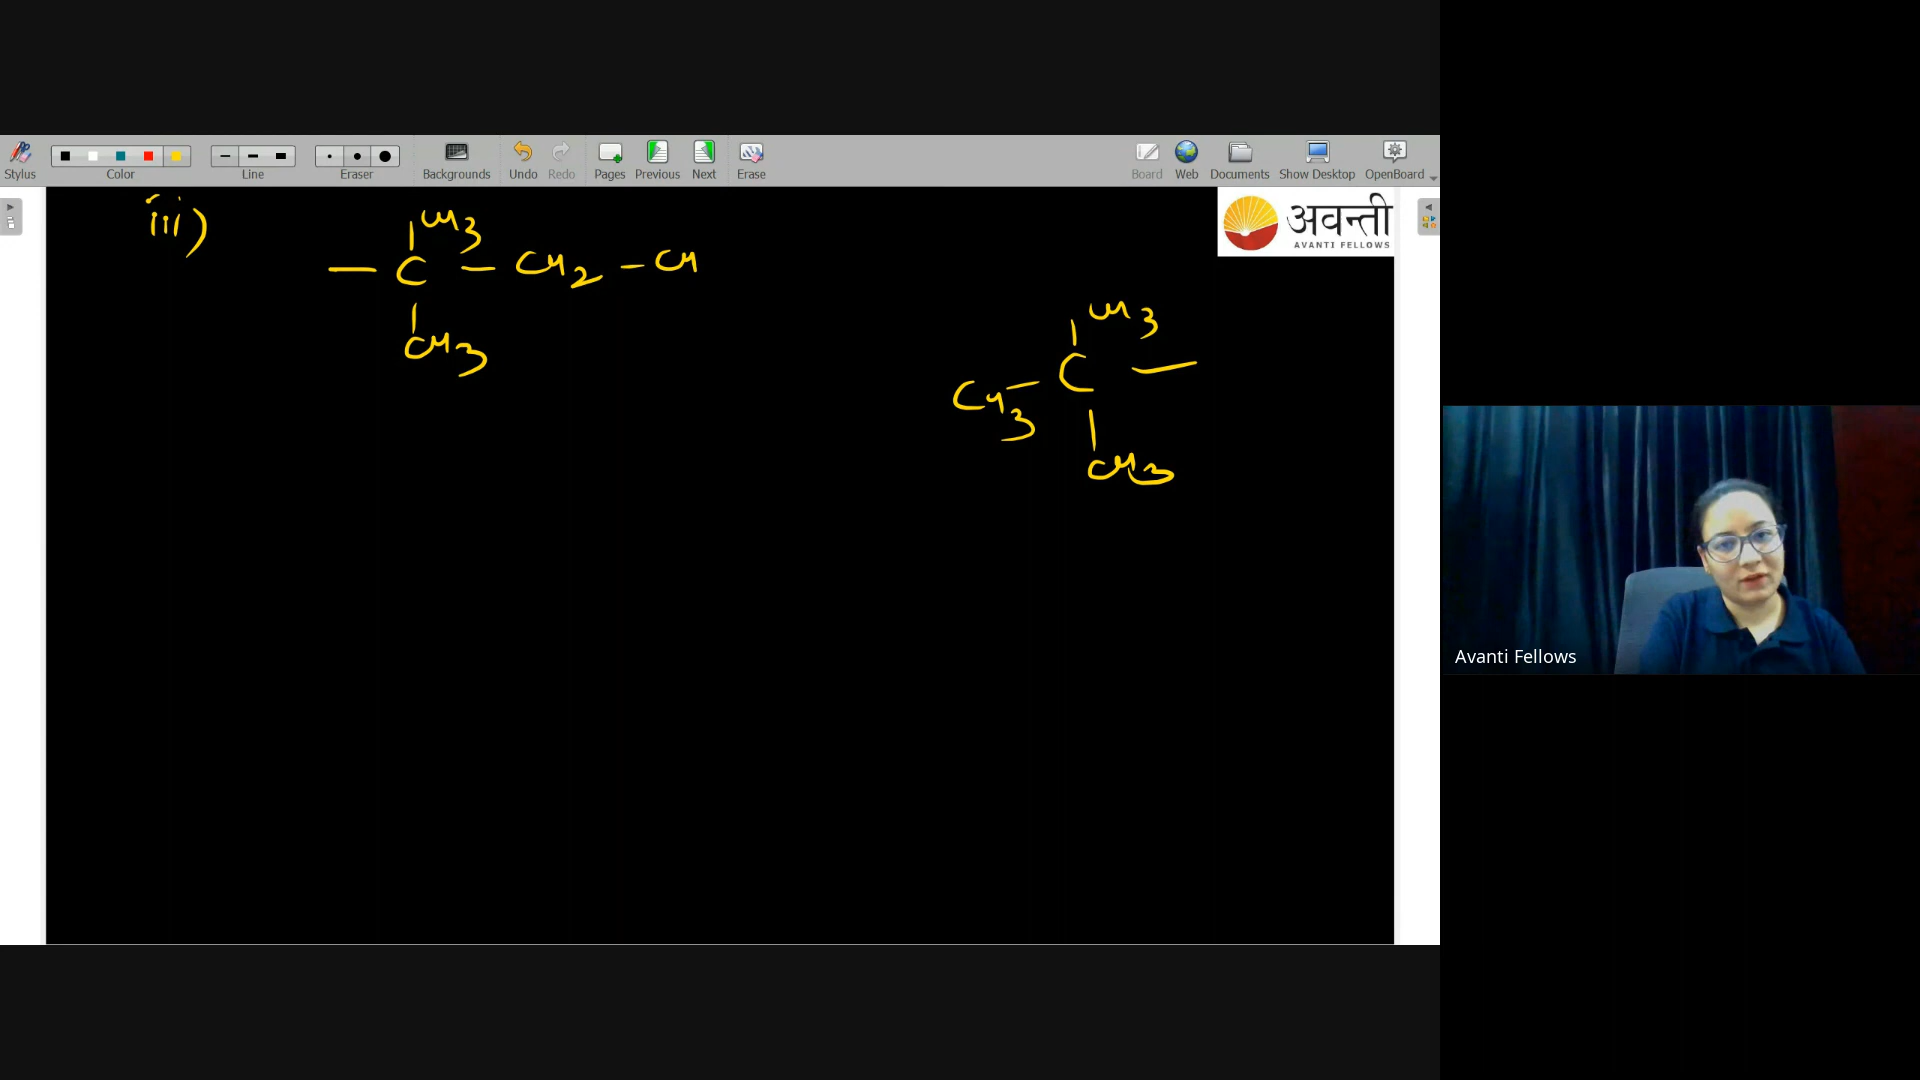 Stylus Color Line Eraser Backgrounds Undo Redo Pages Previous Next Erase Board Web Documents Show Desktop OpenBoard
अवन्ती
AVANTI FELLOWS
iii)
CH3
— C — CH2 — CH
CH3
CH3
CH3 — C —
CH3
Avanti Fellows